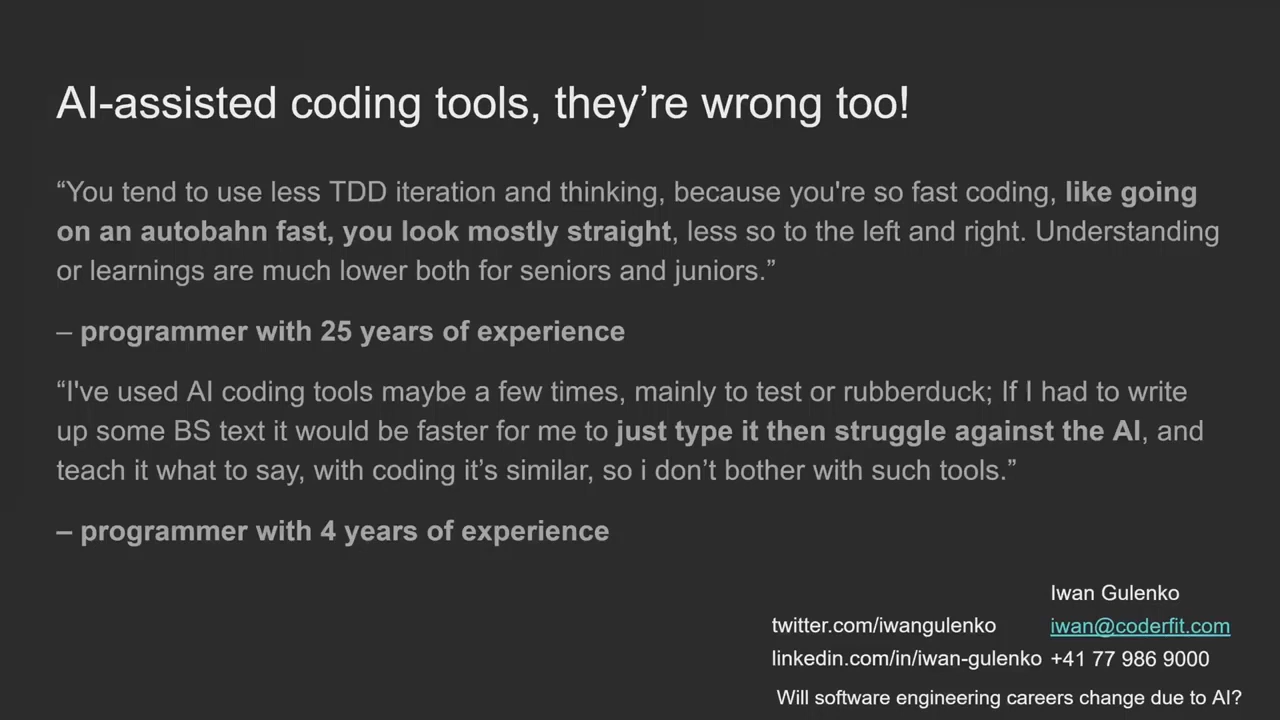 AI-assisted coding tools, they’re wrong too!
“You tend to use less TDD iteration and thinking, because you're so fast coding, like going
on an autobahn fast, you look mostly straight, less so to the left and right. Understanding
or learnings are much lower both for seniors and juniors.”
– programmer with 25 years of experience
“I've used AI coding tools maybe a few times, mainly to test or rubberduck; If I had to write
up some BS text it would be faster for me to just type it then struggle against the AI, and
teach it what to say, with coding it’s similar, so i don’t bother with such tools.”
– programmer with 4 years of experience
Iwan Gulenko
twitter.com/iwangulenko iwan@coderfit.com
linkedin.com/in/iwan-gulenko +41 77 986 9000
Will software engineering careers change due to AI?